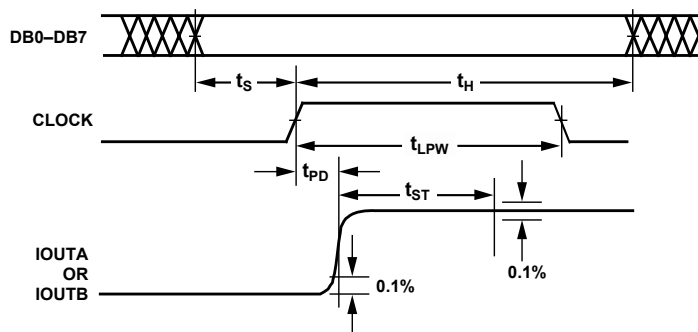 DB0–DB7
tS
tH
CLOCK
tLPW
tPD
tST
IOUTA
OR
IOUTB
0.1%
0.1%